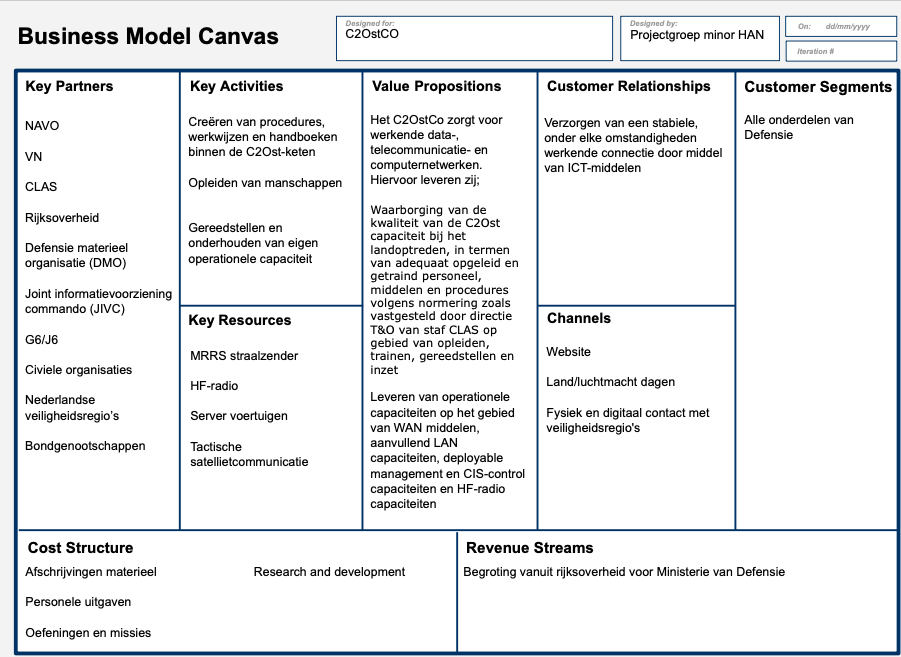 Business Model Canvas
Designed for:
C2OstCO
Designed by:
Projectgroep minor HAN
On: dd/mm/yyyy
Iteration #
Key Partners
NAVO
VN
CLAS
Rijksoverheid
Defensie materieel
organisatie (DMO)
Joint informatievoorziening
commando (JIVC)
G6/J6
Civiele organisaties
Nederlandse
veiligheidsregio's
Bondgenootschappen
Key Activities
Creëren van procedures,
werkwijzen en handboeken
binnen de C2Ost-keten
Opleiden van manschappen
Gereedstellen en
onderhouden van eigen
operationele capaciteit
Key Resources
MRRS straalzender
HF-radio
Server voertuigen
Tactische
satellietcommunicatie
Value Propositions
Het C2OstCo zorgt voor
werkende data-,
telecommunicatie- en
computernetwerken.
Hiervoor leveren zij;
Waarborging van de
kwaliteit van de C2Ost
capaciteit bij het
landoptreden, in termen
van adequaat opgeleid en
getraind personeel,
middelen en procedures
volgens normering zoals
vastgesteld door directie
T&O van staf CLAS op
gebied van opleiden,
trainen, gereedstellen en
inzet
Leveren van operationele
capaciteiten op het gebied
van WAN middelen,
aanvullend LAN
capaciteiten, deployable
management en CIS-control
capaciteiten en HF-radio
capaciteiten
Customer Relationships
Verzorgen van een stabiele,
onder elke omstandigheden
werkende connectie door middel
van ICT-middelen
Channels
Website
Land/luchtmacht dagen
Fysiek en digitaal contact met
veiligheidsregio's
Customer Segments
Alle onderdelen van
Defensie
Cost Structure
Afschrijvingen materieel
Research and development
Personele uitgaven
Oefeningen en missies
Revenue Streams
Begroting vanuit rijksoverheid voor Ministerie van Defensie